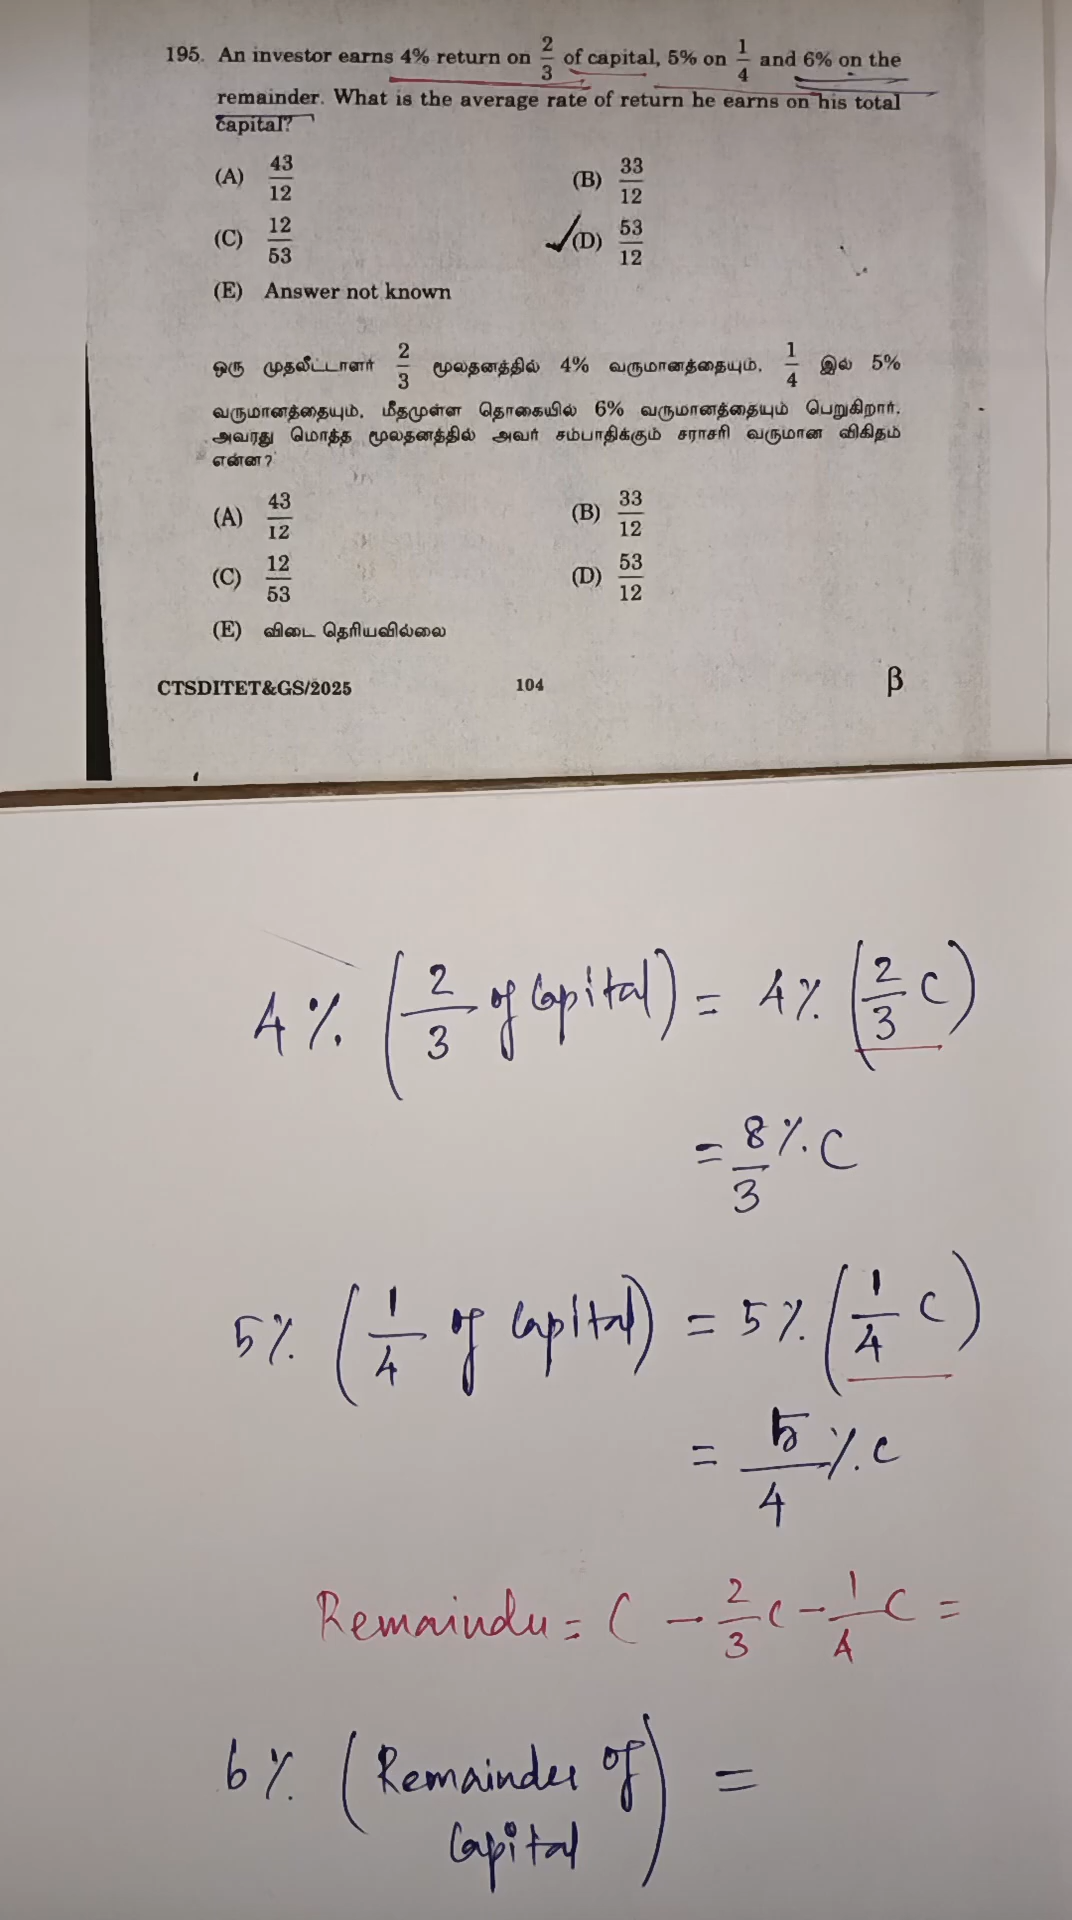 195. An investor earns 4% return on 2/3 of capital, 5% on 1/4 and 6% on the
remainder. What is the average rate of return he earns on his total
capital?
(A) 43/12 (B) 33/12
(C) 12/53 (D) 53/12
(E) Answer not known
ஒரு முதலீட்டாளர் 2/3 மூலதனத்தில் 4% வருமானத்தையும், 1/4 இல் 5%
வருமானத்தையும், மீதமுள்ள தொகையில் 6% வருமானத்தையும் பெறுகிறார்.
அவரது மொத்த மூலதனத்தில் அவர் சம்பாதிக்கும் சராசரி வருமான விகிதம்
என்ன?
(A) 43/12 (B) 33/12
(C) 12/53 (D) 53/12
(E) விடை தெரியவில்லை
CTSDITET&GS/2025 104 β
4% (2/3 of Capital) = 4% (2/3 C)
= 8/3 % C
5% (1/4 of Capital) = 5% (1/4 C)
= 5/4 % C
Remainder = C - 2/3 C - 1/4 C =
6% (Remainder of
Capital) =